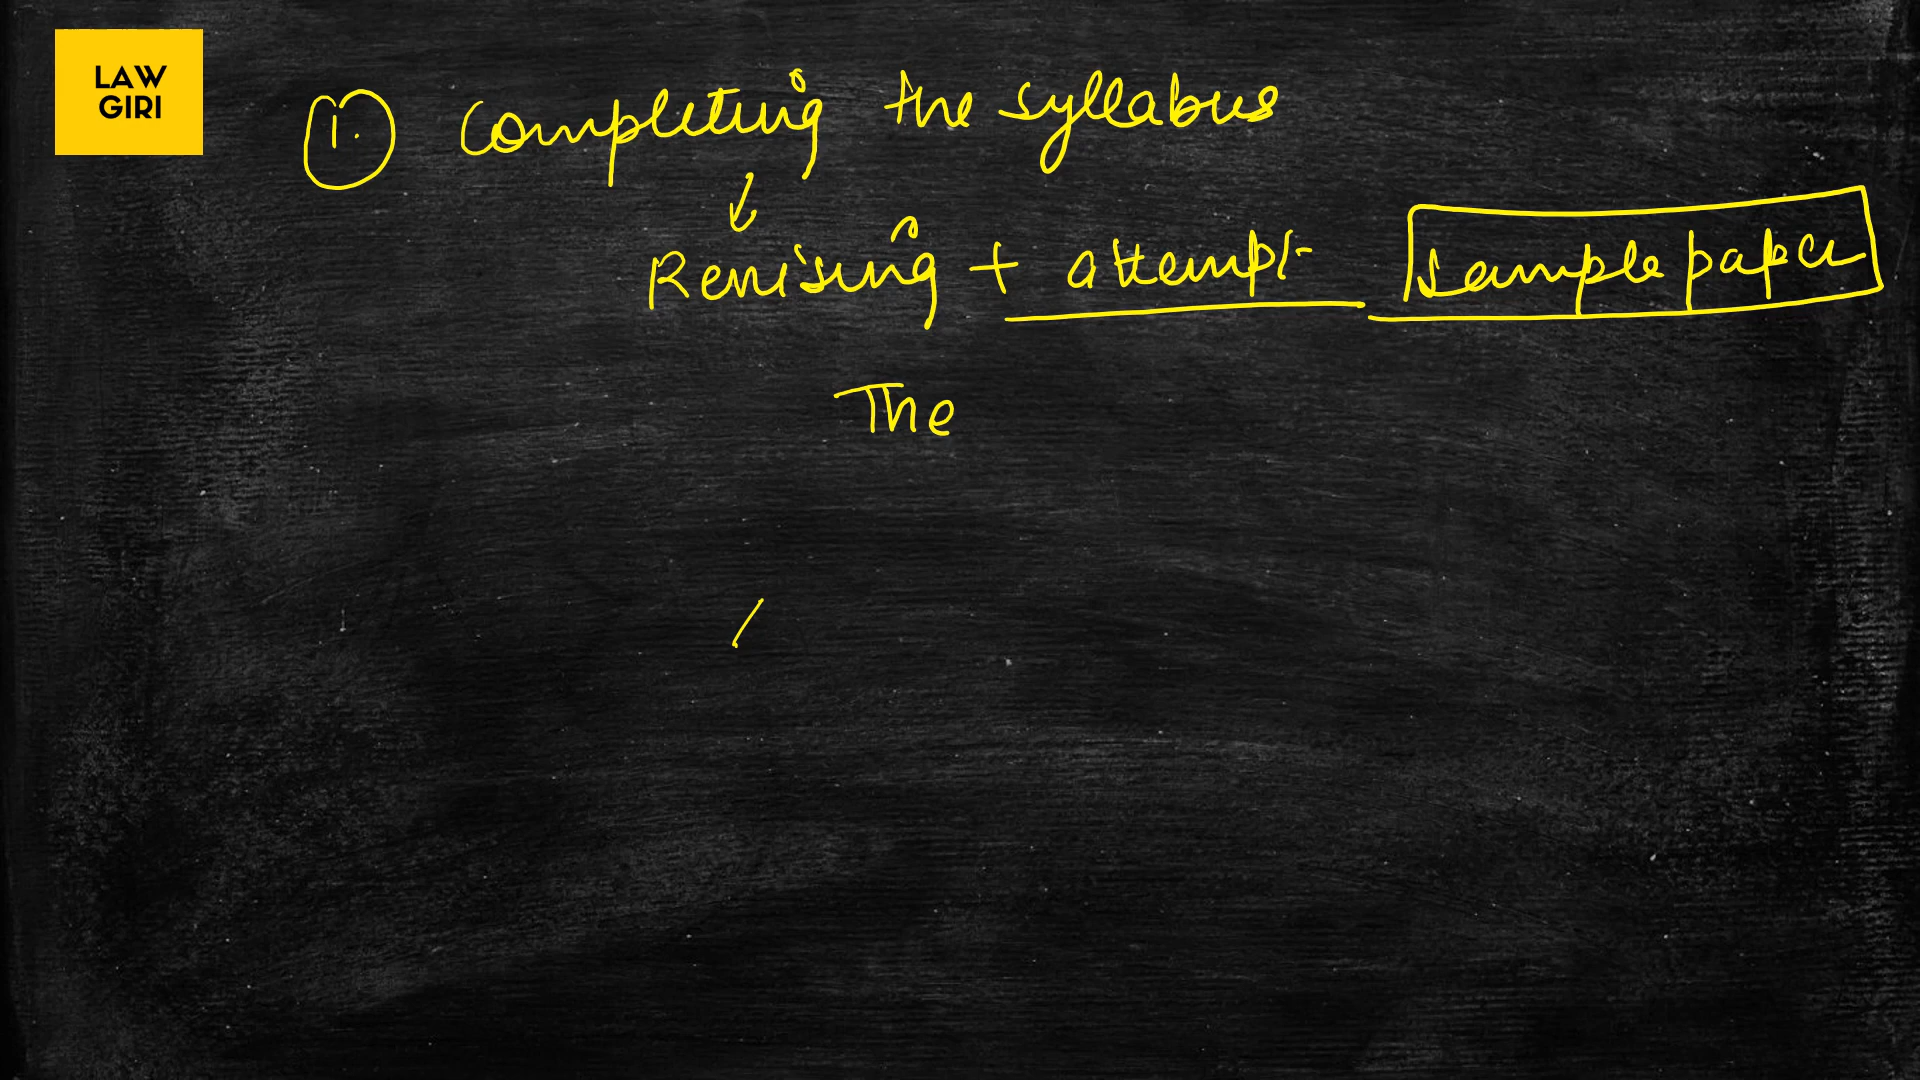 LAW
GIRI
1. Completing the syllabus
Revising + attempt sample paper
The